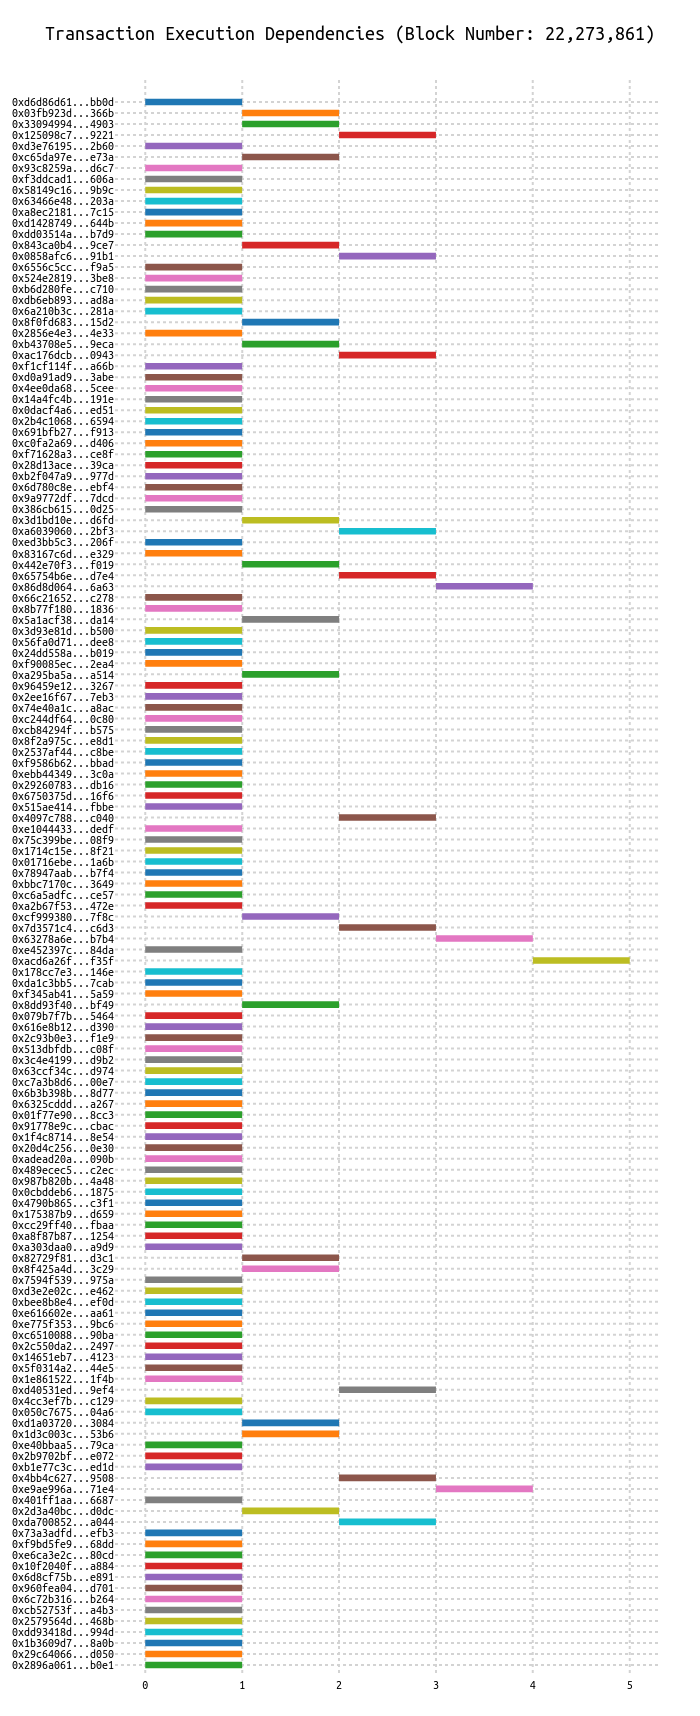 Transaction Execution Dependencies (Block Number: 22,273,861)
0xd6d86d61...bb0d
0x03fb923d...366b
0x33094994...4903
0x125098c7...9221
0xd3e76195...2b60
0xc65da97e...e73a
0x93c8259a...d6c7
0xf3ddcad1...606a
0x58149c16...9b9c
0x63466e48...203a
0xa8ec2181...7c15
0xd1428749...644b
0xdd03514a...b7d9
0x843ca0b4...9ce7
0x0858afc6...91b1
0x6556c5cc...f9a5
0x524e2819...3be8
0xb6d280fe...c710
0xdb6eb893...ad8a
0x6a210b3c...281a
0x8f0fd683...15d2
0x2856e4e3...4e33
0xb43708e5...9eca
0xac176dcb...0943
0xf1cf114f...a66b
0xd0a91ad9...3abe
0x4ee0da68...5cee
0x14a4fc4b...191e
0x0dacf4a6...ed51
0x2b4c1068...6594
0x691bfb27...f913
0xc0fa2a69...d406
0xf71628a3...ce8f
0x28d13ace...39ca
0xb2f047a9...977d
0x6d780c8e...ebf4
0x9a9772df...7dcd
0x386cb615...0d25
0x3d1bd10e...d6fd
0xa6039060...2bf3
0xed3bb5c3...206f
0x83167c6d...e329
0x442e70f3...f019
0x65754b6e...d7e4
0x86d8d064...6a63
0x66c21652...c278
0x8b77f180...1836
0x5a1acf38...da14
0x3d93e81d...b500
0x56fa0d71...dee8
0x24dd558a...b019
0xf90085ec...2ea4
0xa295ba5a...a514
0x96459e12...3267
0x2ee16f67...7eb3
0x74e40a1c...a8ac
0xc244df64...0c80
0xcb84294f...b575
0x8f2a975c...e8d1
0x2537af44...c8be
0xf9586b62...bbad
0xebb44349...3c0a
0x29260783...db16
0x6750375d...16f6
0x515ae414...fbbe
0x4097c788...c040
0xe1044433...dedf
0x75c399be...08f9
0x1714c15e...8f21
0x01716ebe...1a6b
0x78947aab...b7f4
0xbbc7170c...3649
0xc6a5adfc...ce57
0xa2b67f53...472e
0xcf999380...7f8c
0x7d3571c4...c6d3
0x63278a6e...b7b4
0xe452397c...84da
0xacd6a26f...f35f
0x178cc7e3...146e
0xda1c3bb5...7cab
0xf345ab41...5a59
0x8dd93f40...bf49
0x079b7f7b...5464
0x616e8b12...d390
0x2c93b0e3...f1e9
0x513dbfdb...c08f
0x3c4e4199...d9b2
0x63ccf34c...d974
0xc7a3b8d6...00e7
0x6b3b398b...8d77
0x6325cddd...a267
0x01f77e90...8cc3
0x91778e9c...cbac
0x1f4c8714...8e54
0x20d4c256...0e30
0xadead20a...090b
0x489ecec5...c2ec
0x987b820b...4a48
0x0cbddeb6...1875
0x4790b865...c3f1
0x175387b9...d659
0xcc29ff40...fbaa
0xa8f87b87...1254
0xa303daa0...a9d9
0x82729f81...d3c1
0x8f425a4d...3c29
0x7594f539...975a
0xd3e2e02c...e462
0xbee8b8e4...ef0d
0xe616602e...aa61
0xe775f353...9bc6
0xc6510088...90ba
0x2c550da2...2497
0x14651eb7...4123
0x5f0314a2...44e5
0x1e861522...1f4b
0xd40531ed...9ef4
0x4cc3ef7b...c129
0x050c7675...04a6
0xd1a03720...3084
0x1d3c003c...53b6
0xe40bbaa5...79ca
0x2b9702bf...e072
0xb1e77c3c...ed1d
0x4bb4c627...9508
0xe9ae996a...71e4
0x401ff1aa...6687
0x2d3a40bc...d0dc
0xda700852...a044
0x73a3adfd...efb3
0xf9bd5fe9...68dd
0xe6ca3e2c...80cd
0x10f2040f...a884
0x6d8cf75b...e891
0x960fea04...d701
0x6c72b316...b264
0xcb52753f...a4b3
0x2579564d...468b
0xdd93418d...994d
0x1b3609d7...8a0b
0x29c64066...d050
0x2896a061...b0e1
0 1 2 3 4 5